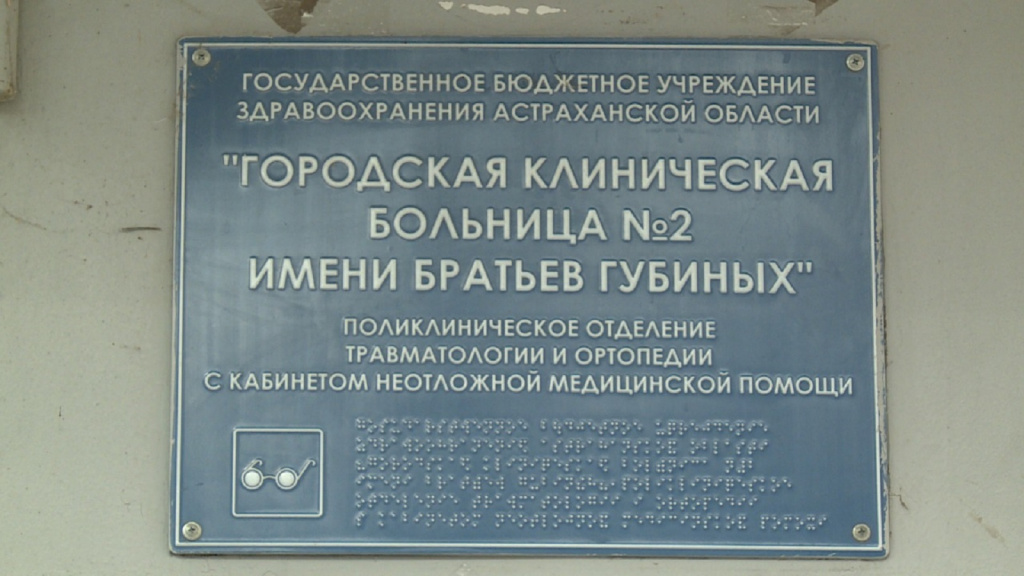 ГОСУДАРСТВЕННОЕ БЮДЖЕТНОЕ УЧРЕЖДЕНИЕ
ЗДРАВООХРАНЕНИЯ АСТРАХАНСКОЙ ОБЛАСТИ
"ГОРОДСКАЯ КЛИНИЧЕСКАЯ
БОЛЬНИЦА №2
ИМЕНИ БРАТЬЕВ ГУБИНЫХ"
ПОЛИКЛИНИЧЕСКОЕ ОТДЕЛЕНИЕ
ТРАВМАТОЛОГИИ И ОРТОПЕДИИ
С КАБИНЕТОМ НЕОТЛОЖНОЙ МЕДИЦИНСКОЙ ПОМОЩИ